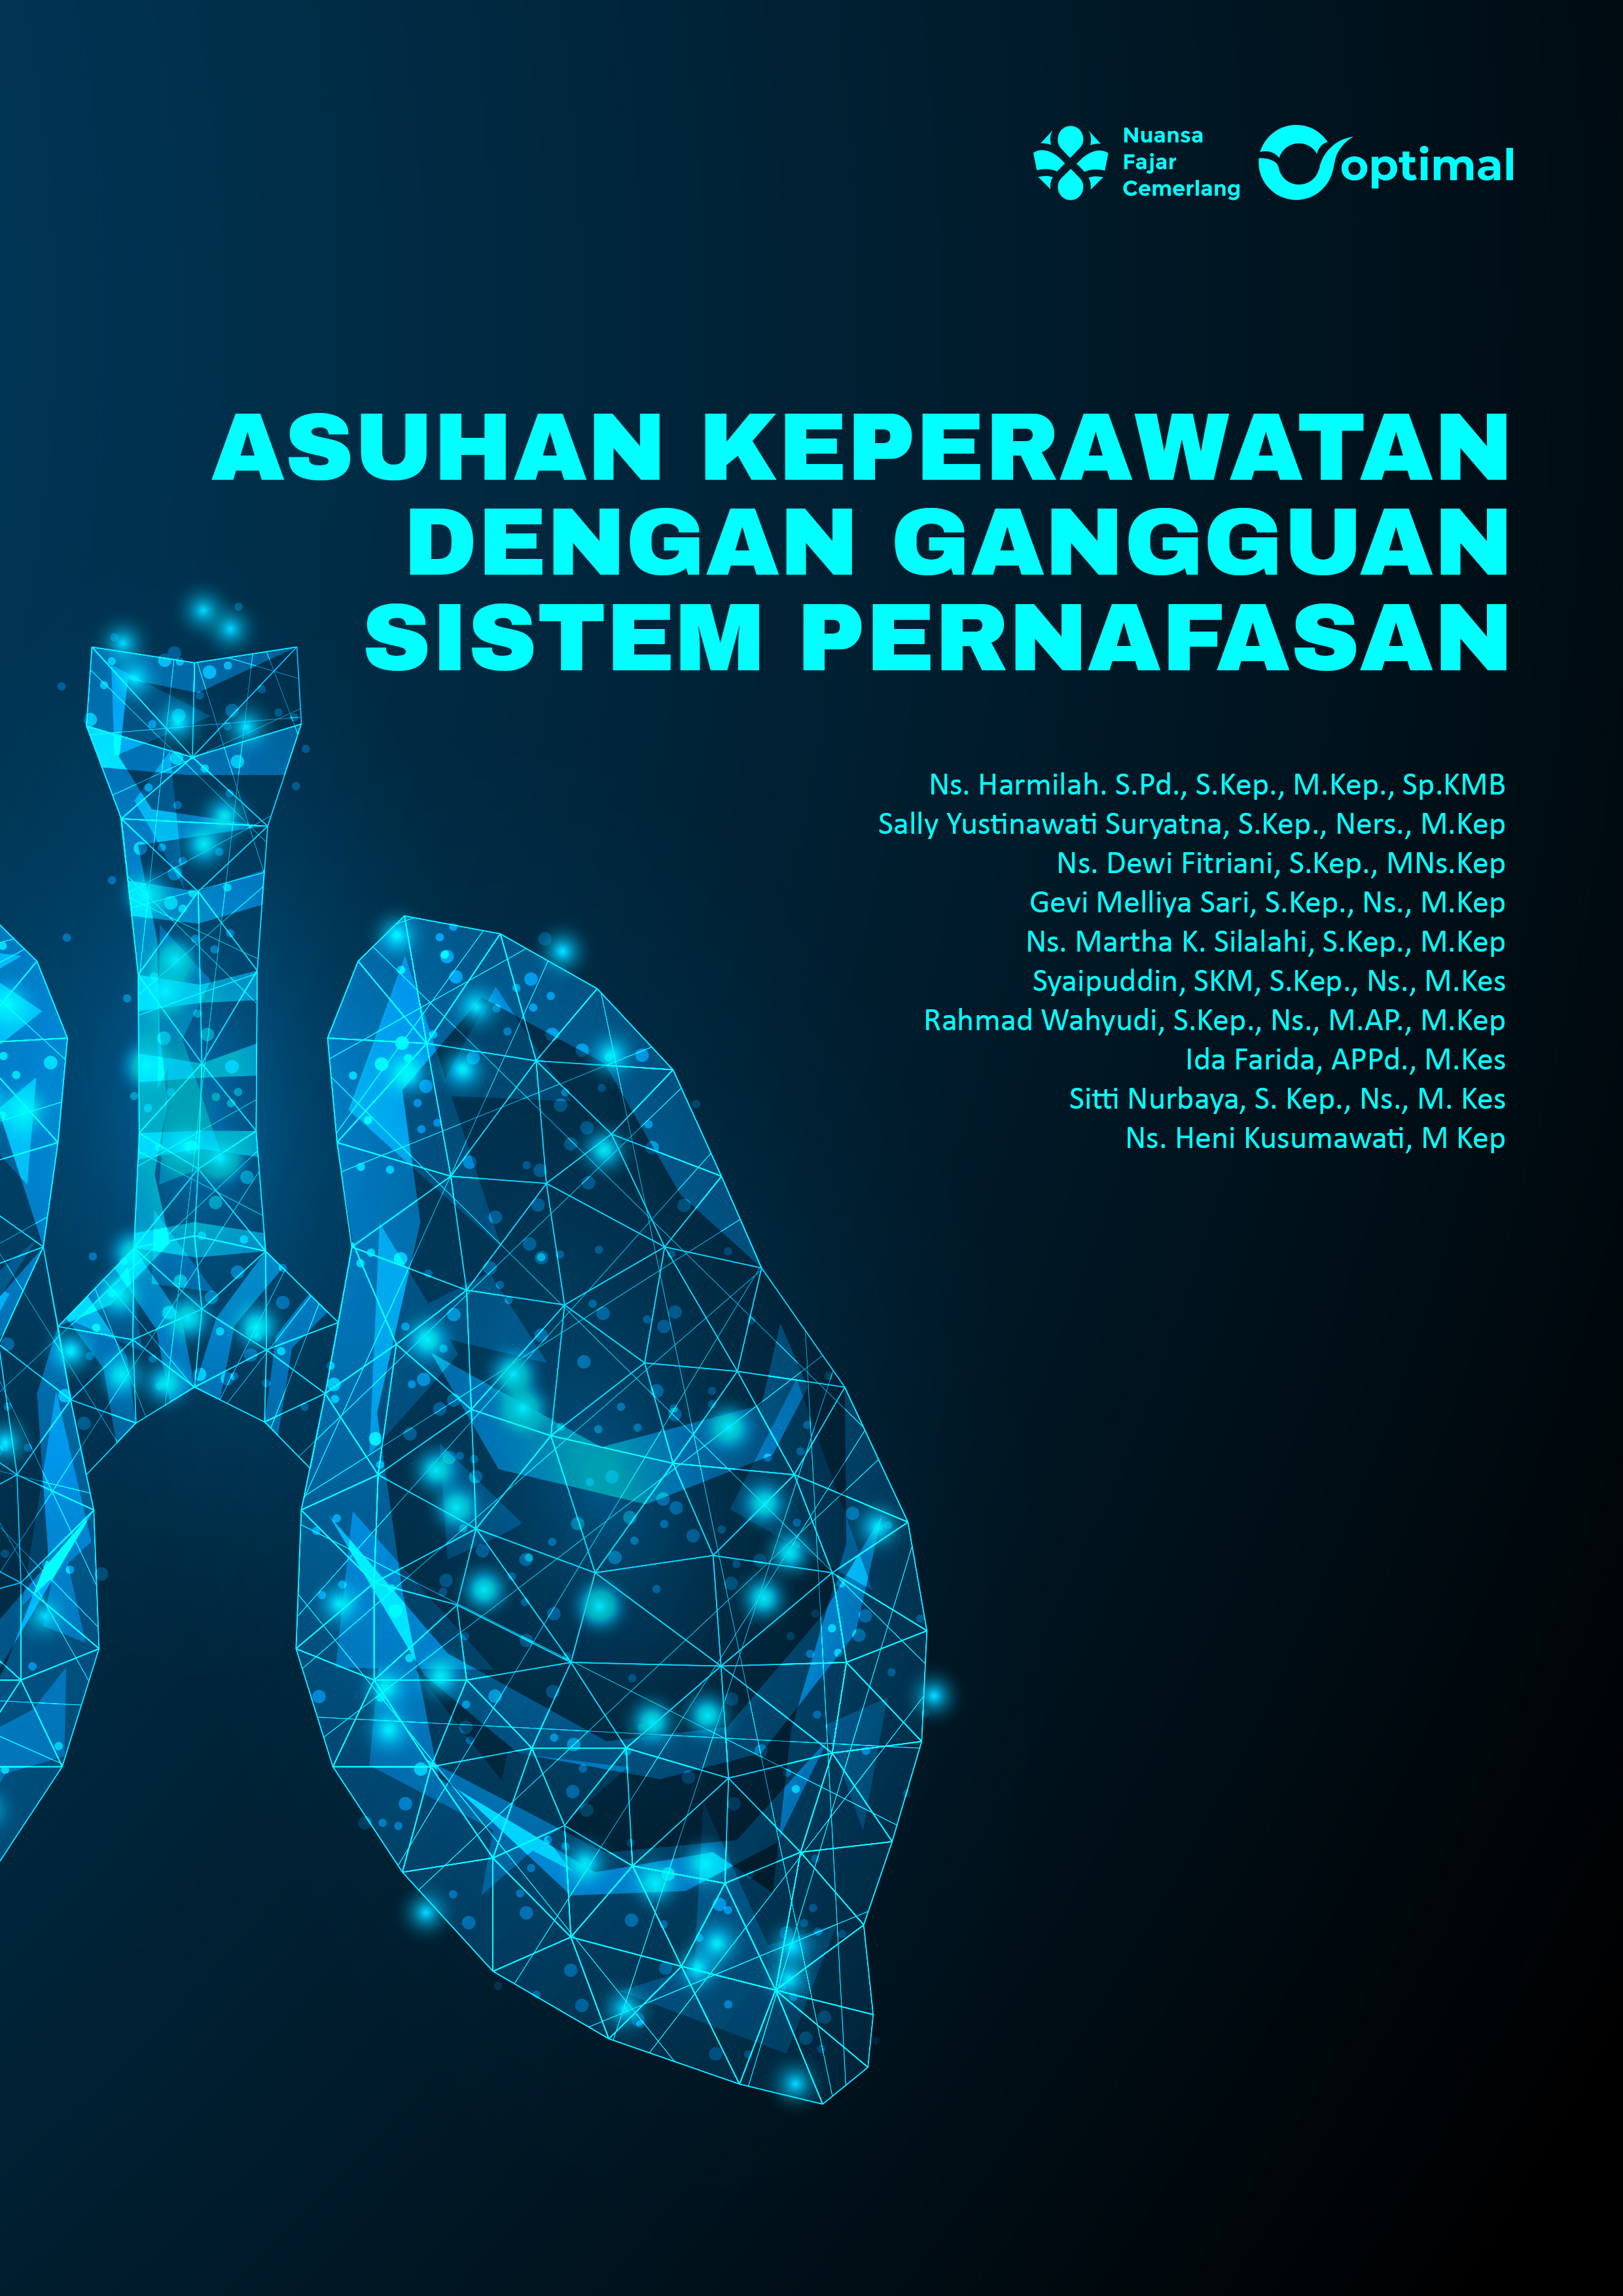 Nuansa
Fajar
Cemerlang
optimal
ASUHAN KEPERAWATAN
DENGAN GANGGUAN
SISTEM PERNAFASAN
Ns. Harmilah. S.Pd., S.Kep., M.Kep., Sp.KMB
Sally Yustinawati Suryatna, S.Kep., Ners., M.Kep
Ns. Dewi Fitriani, S.Kep., MNs.Kep
Gevi Melliya Sari, S.Kep., Ns., M.Kep
Ns. Martha K. Silalahi, S.Kep., M.Kep
Syaipuddin, SKM, S.Kep., Ns., M.Kes
Rahmad Wahyudi, S.Kep., Ns., M.AP., M.Kep
Ida Farida, APPd., M.Kes
Sitti Nurbaya, S. Kep., Ns., M. Kes
Ns. Heni Kusumawati, M Kep